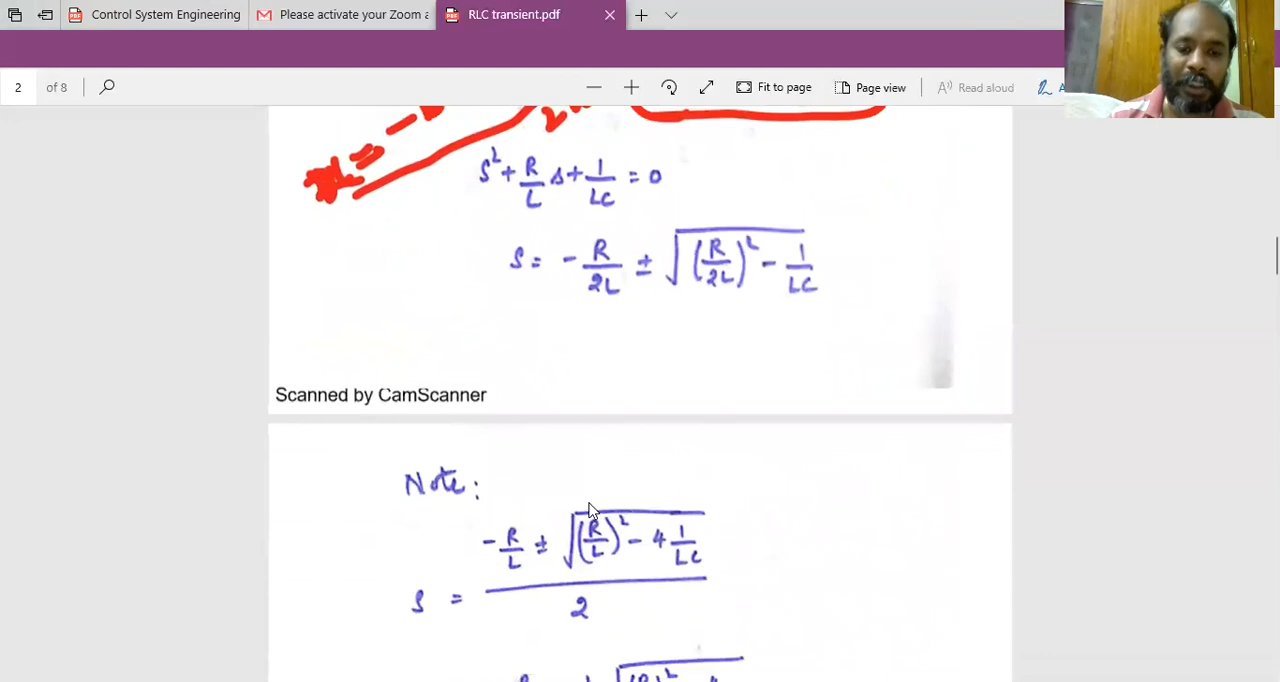 Control System Engineering
Please activate your Zoom a
RLC transient.pdf
2 of 8
Fit to page
Page view
Read aloud
S² + R/L s + 1/LC = 0
S = - R/2L ± √((R/2L)² - 1/LC)
Scanned by CamScanner
Note:
S = (-R/L ± √((R/L)² - 4 1/LC)) / 2